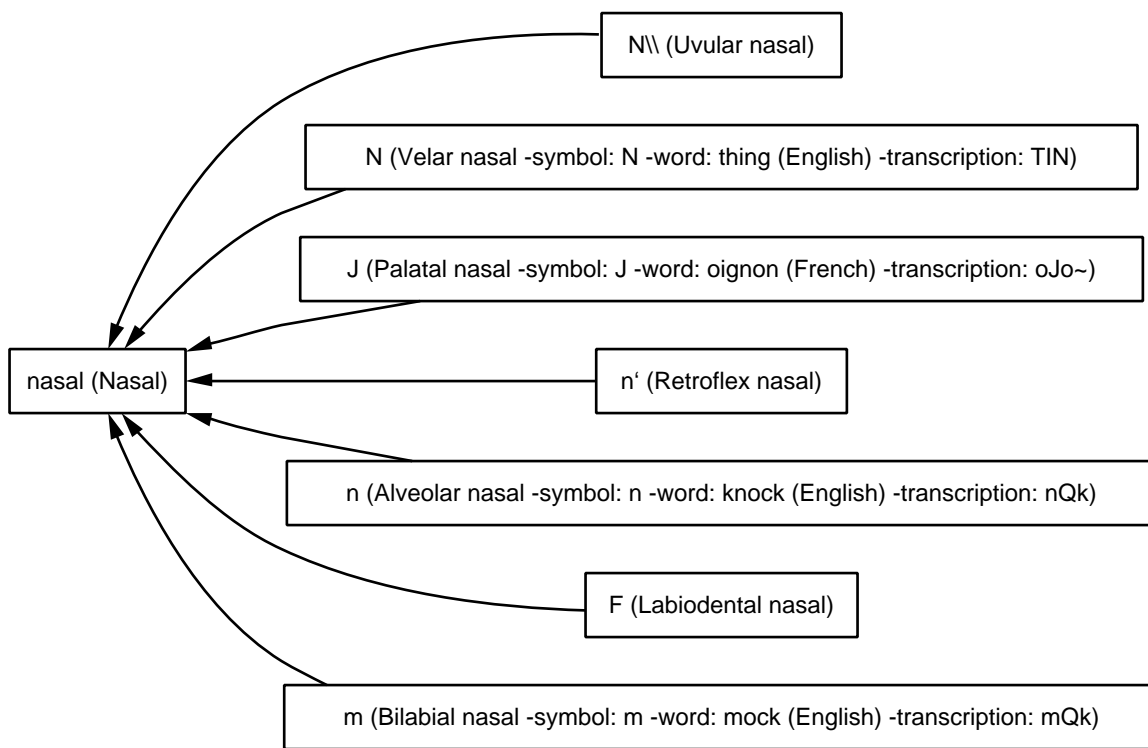 N\\ (Uvular nasal)
N (Velar nasal -symbol: N -word: thing (English) -transcription: TIN)
J (Palatal nasal -symbol: J -word: oignon (French) -transcription: oJo~)
nasal (Nasal)
n‘ (Retroflex nasal)
n (Alveolar nasal -symbol: n -word: knock (English) -transcription: nQk)
F (Labiodental nasal)
m (Bilabial nasal -symbol: m -word: mock (English) -transcription: mQk)